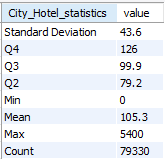 City_Hotel_statistics value
Standard Deviation 43.6
Q4 126
Q3 99.9
Q2 79.2
Min 0
Mean 105.3
Max 5400
Count 79330